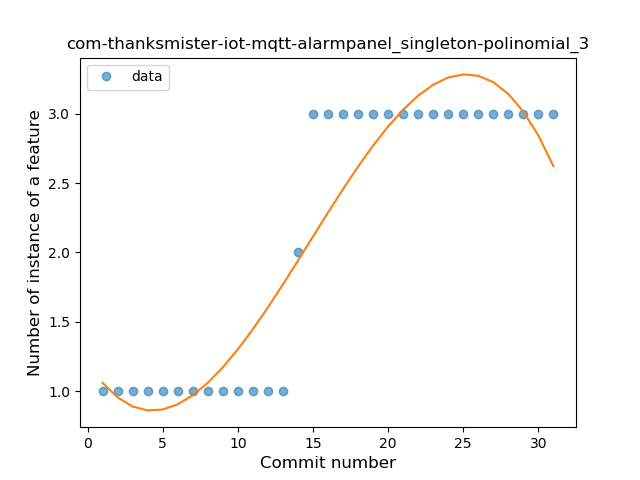 com-thanksmister-iot-mqtt-alarmpanel_singleton-polinomial_3
data
Number of instance of a feature
3.0
2.5
2.0
1.5
1.0
0 5 10 15 20 25 30
Commit number